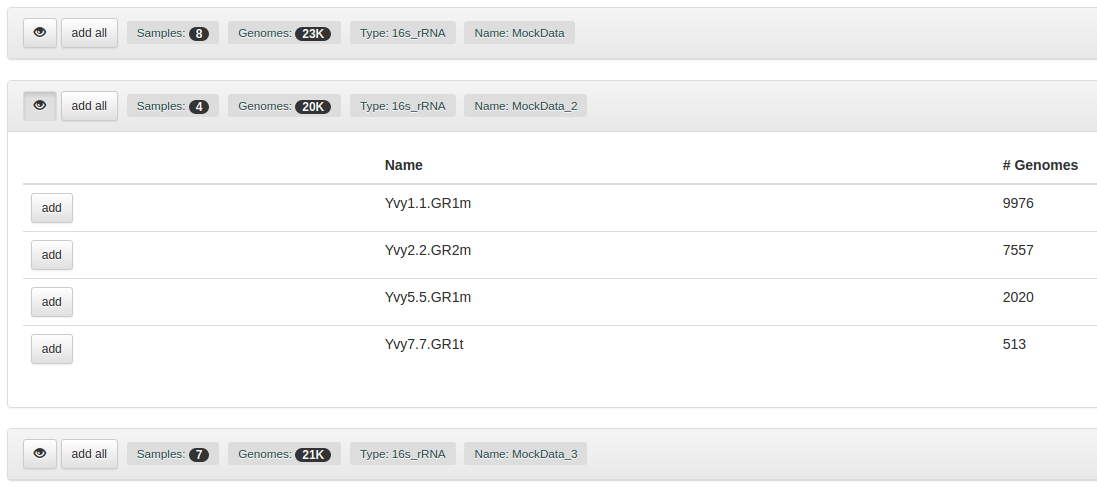 add all Samples: 8 Genomes: 23K Type: 16s_rRNA Name: MockData
add all Samples: 4 Genomes: 20K Type: 16s_rRNA Name: MockData_2
Name # Genomes
add Yvy1.1.GR1m 9976
add Yvy2.2.GR2m 7557
add Yvy5.5.GR1m 2020
add Yvy7.7.GR1t 513
add all Samples: 7 Genomes: 21K Type: 16s_rRNA Name: MockData_3